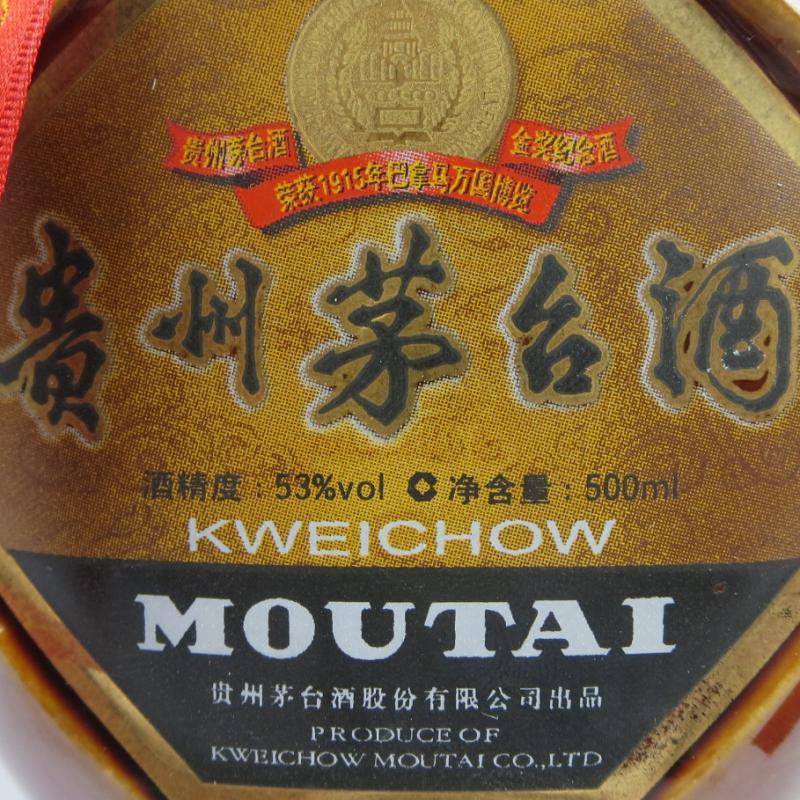 贵州茅台酒 金奖纪念酒
荣获1915年巴拿马万国博览
贵州茅台酒
酒精度：53%vol 净含量：500ml
KWEICHOW
MOUTAI
贵州茅台酒股份有限公司出品
PRODUCE OF
KWEICHOW MOUTAI CO.,LTD